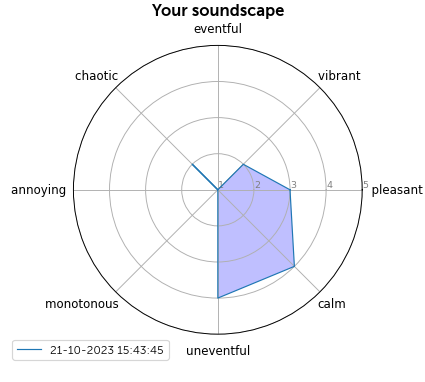 Your soundscape
eventful
chaotic
vibrant
annoying
1
2
3
4
5
pleasant
monotonous
calm
21-10-2023 15:43:45
uneventful